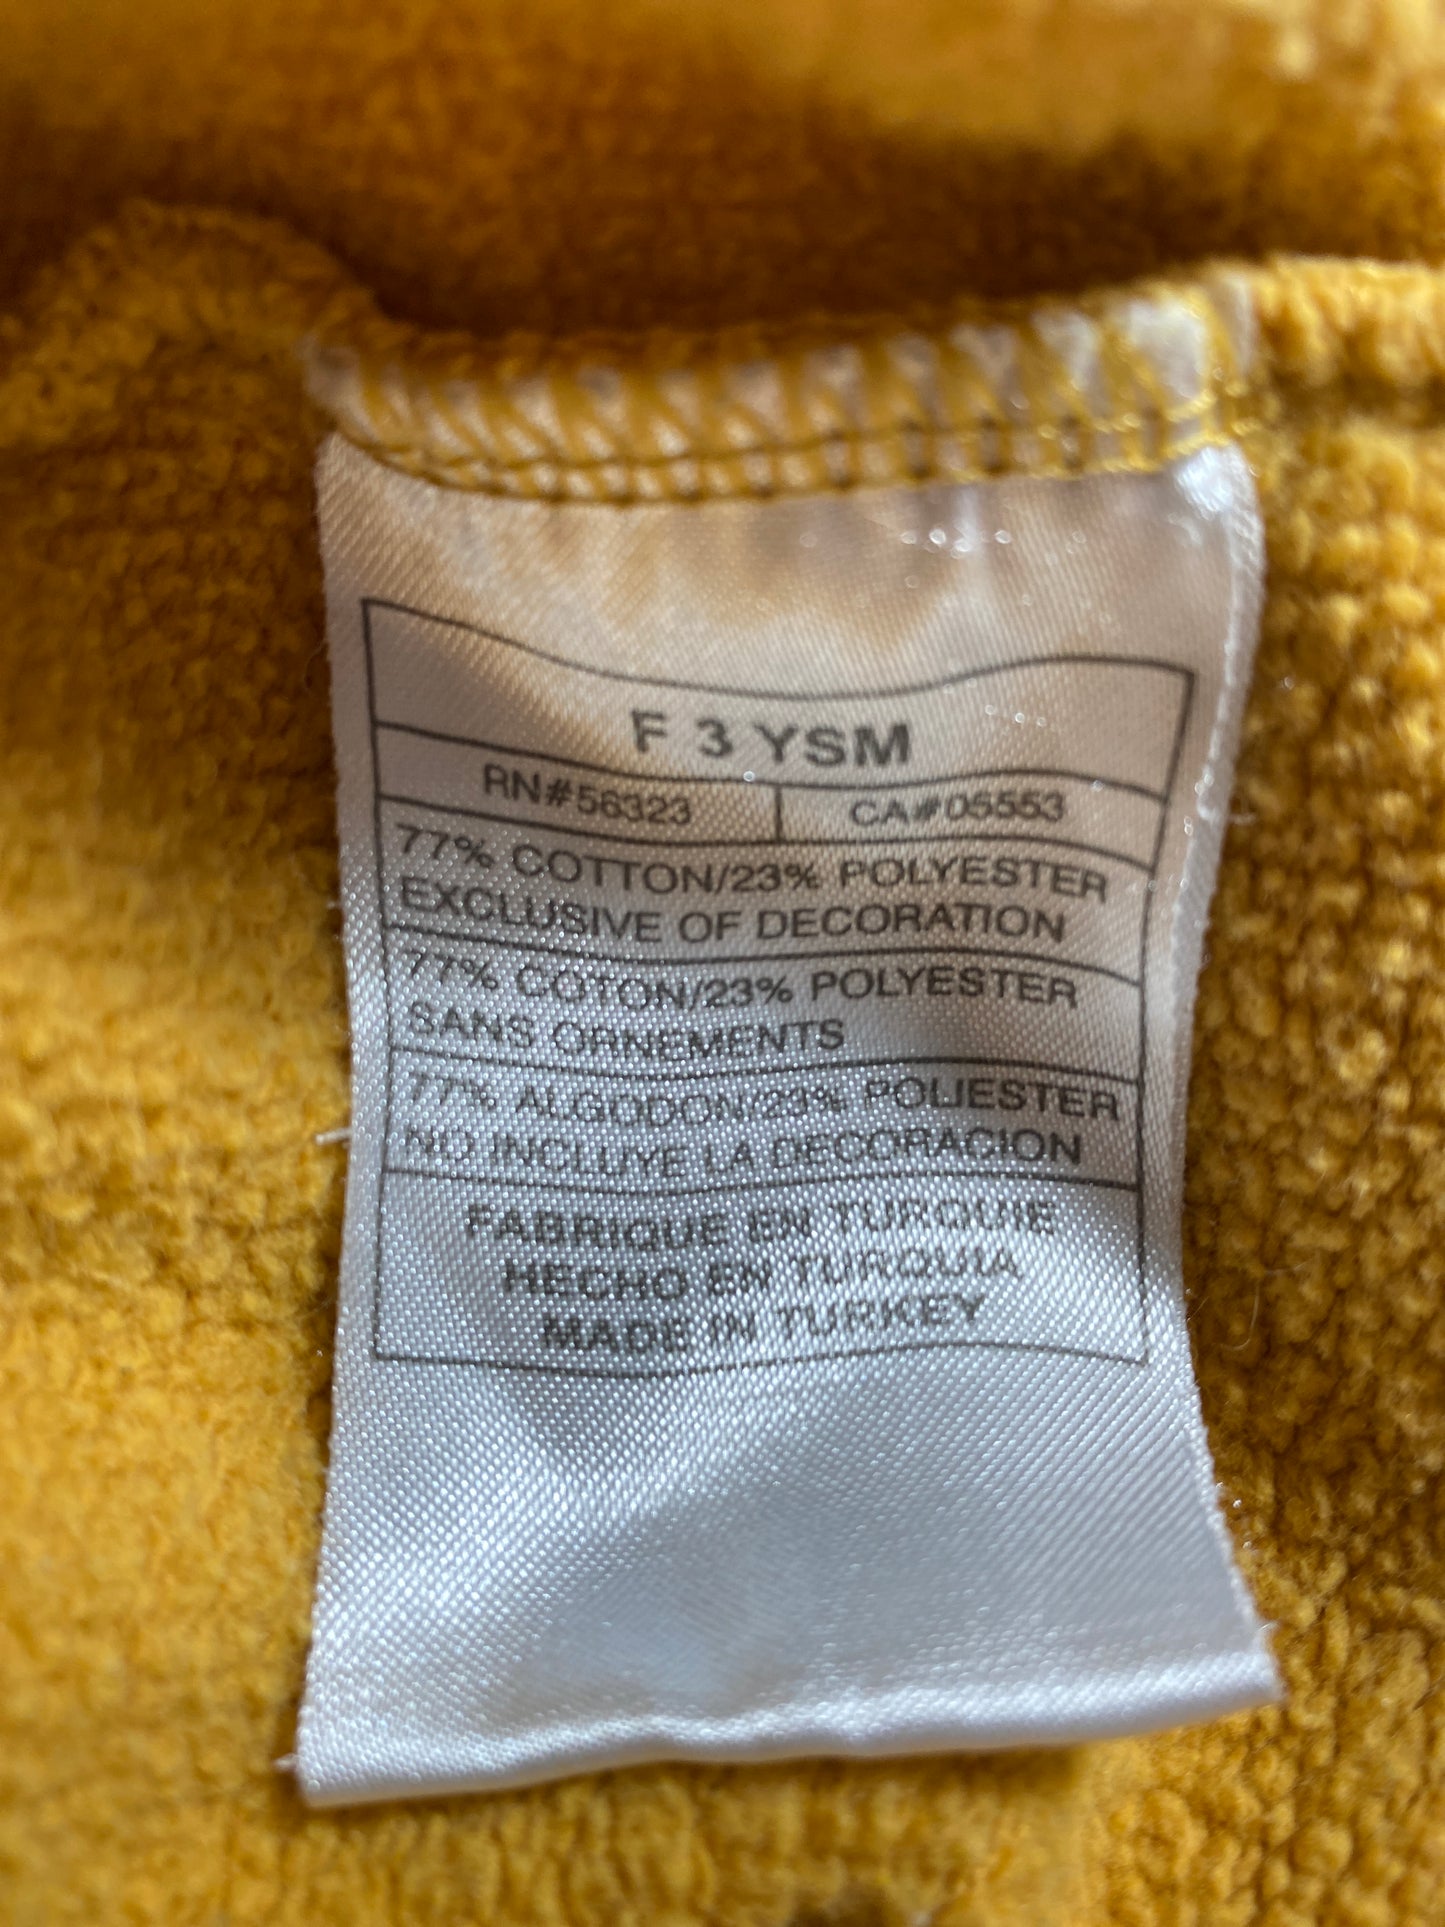 F 3 YSM
RN#56323 CA#05553
77% COTTON/23% POLYESTER
EXCLUSIVE OF DECORATION
77% COTON/23% POLYESTER
SANS ORNEMENTS
77% ALGODON/23% POLIESTER
NO INCLUYE LA DECORACION
FABRIQUE EN TURQUIE
HECHO EN TURQUIA
MADE IN TURKEY